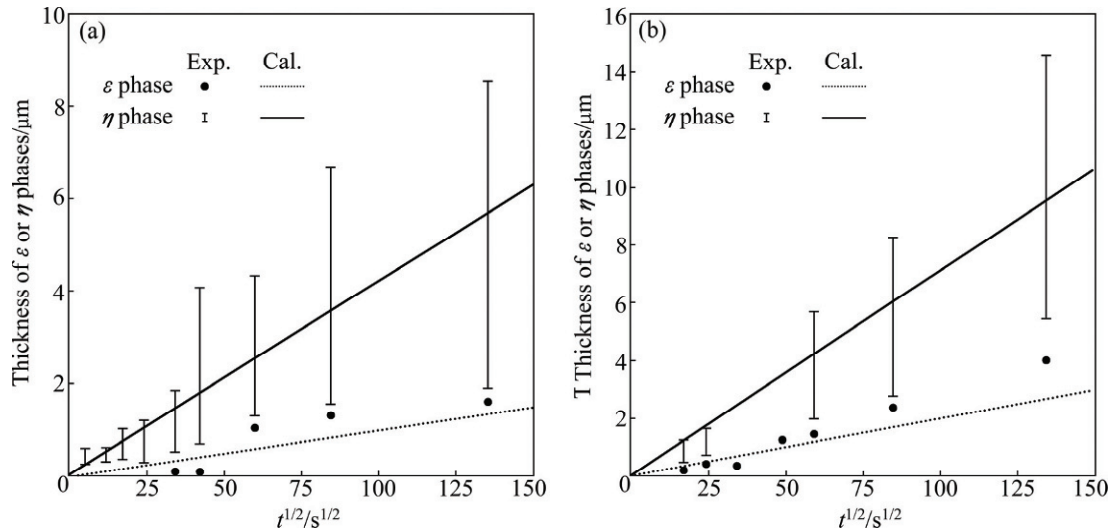 (a)
Exp. Cal.
ε phase
η phase
Thickness of ε or η phases/μm
10
8
6
4
2
0 25 50 75 100 125 150
t^{1/2}/s^{1/2}
(b)
Exp. Cal.
ε phase
η phase
T Thickness of ε or η phases/μm
16
14
12
10
8
6
4
2
0 25 50 75 100 125 150
t^{1/2}/s^{1/2}